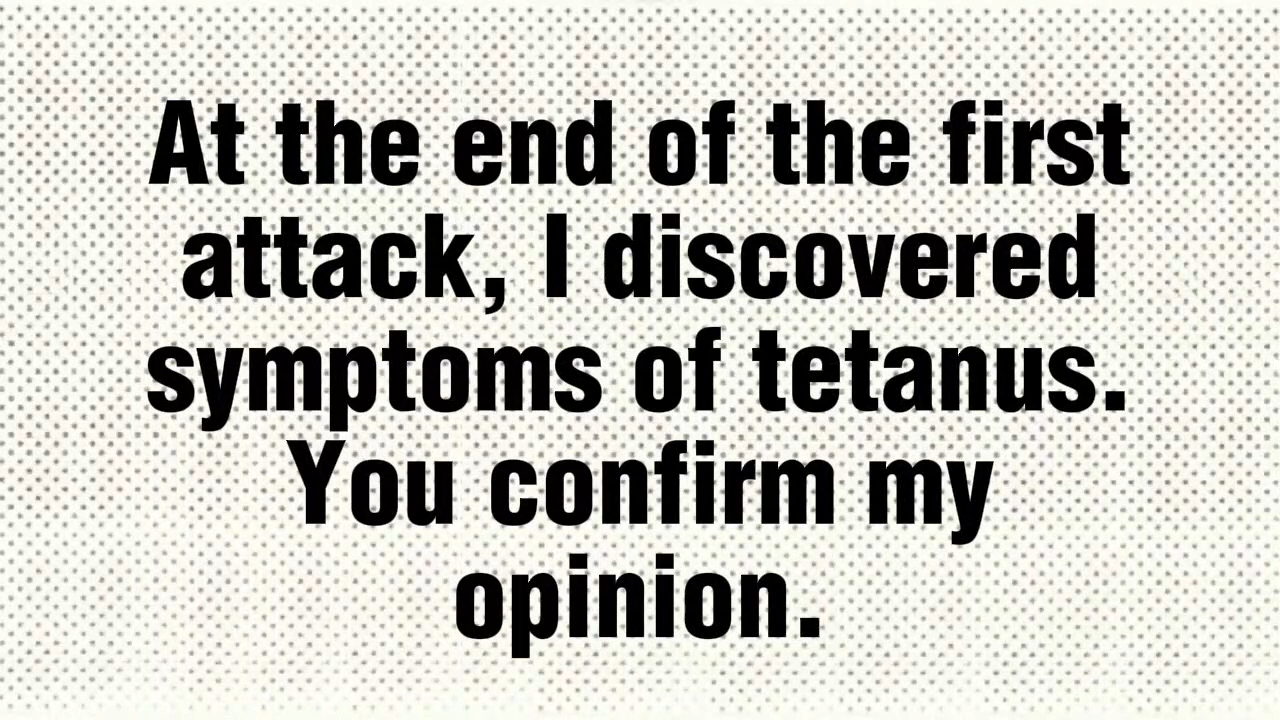 At the end of the first
attack, I discovered
symptoms of tetanus.
You confirm my
opinion.